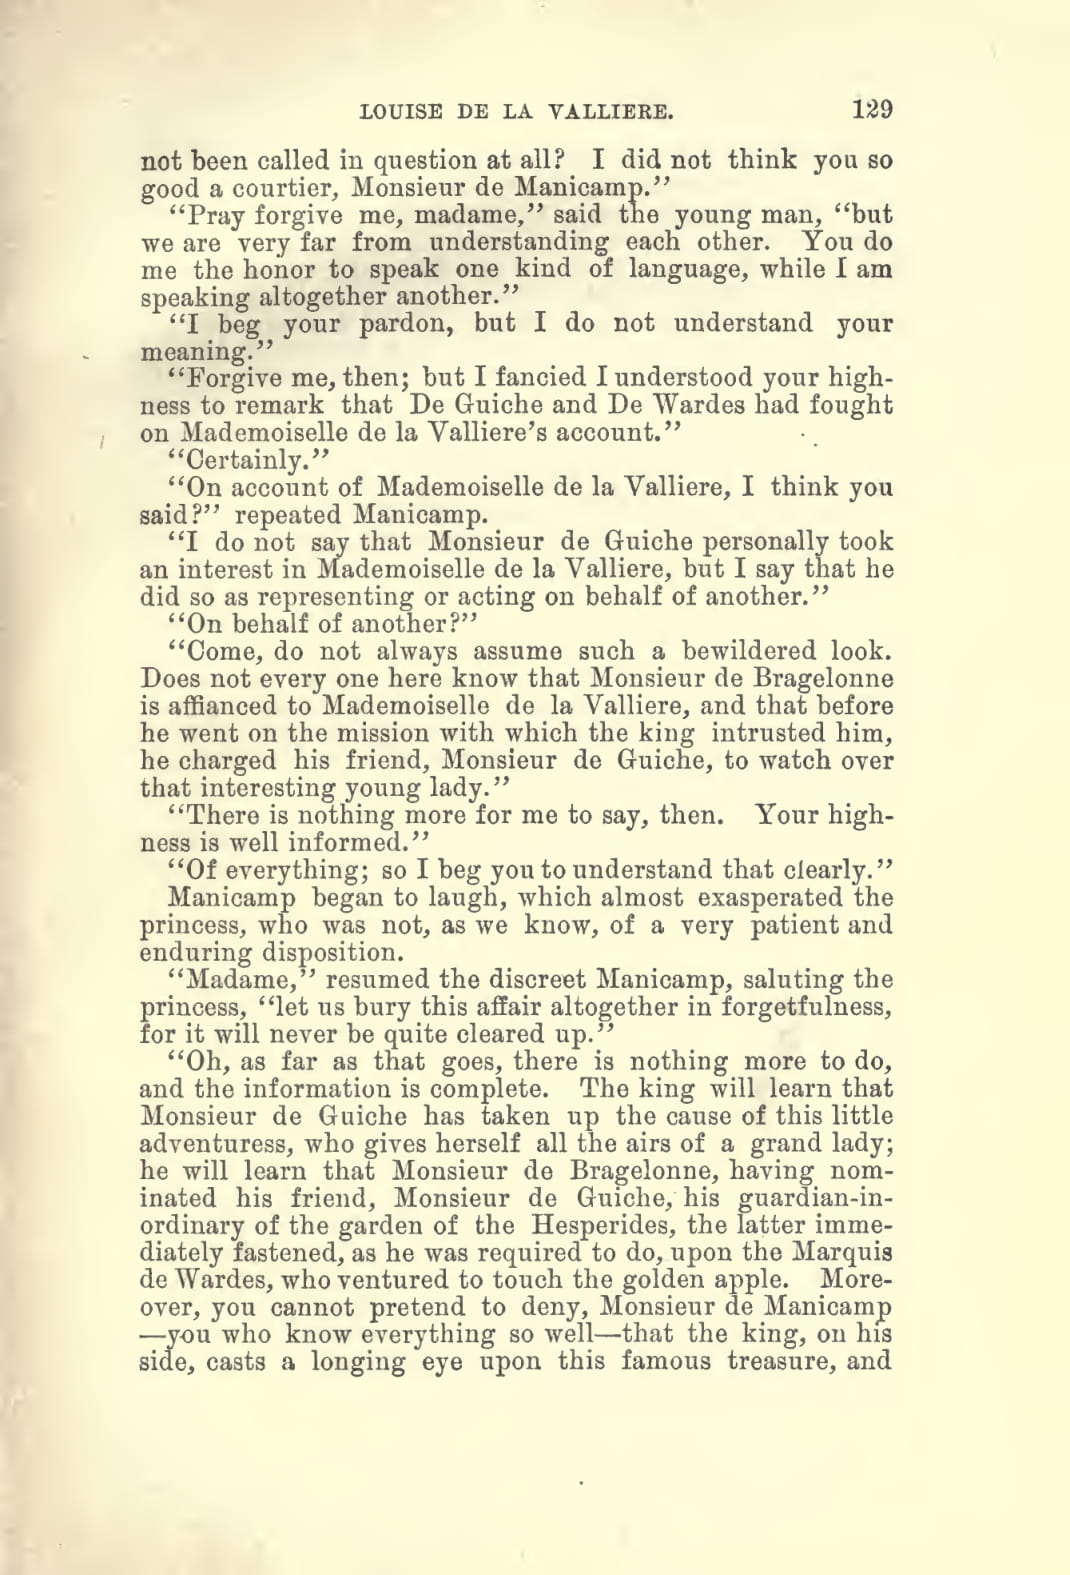 LOUISE DE LA VALLIERE. 129
not been called in question at all? I did not think you so
good a courtier, Monsieur de Manicamp.”
“Pray forgive me, madame,” said the young man, “but
we are very far from understanding each other. You do
me the honor to speak one kind of language, while I am
speaking altogether another.”
“I beg your pardon, but I do not understand your
meaning.”
“Forgive me, then; but I fancied I understood your high-
ness to remark that De Guiche and De Wardes had fought
on Mademoiselle de la Valliere’s account.”
“Certainly.”
“On account of Mademoiselle de la Valliere, I think you
said?” repeated Manicamp.
“I do not say that Monsieur de Guiche personally took
an interest in Mademoiselle de la Valliere, but I say that he
did so as representing or acting on behalf of another.”
“On behalf of another?”
“Come, do not always assume such a bewildered look.
Does not every one here know that Monsieur de Bragelonne
is affianced to Mademoiselle de la Valliere, and that before
he went on the mission with which the king intrusted him,
he charged his friend, Monsieur de Guiche, to watch over
that interesting young lady.”
“There is nothing more for me to say, then. Your high-
ness is well informed.”
“Of everything; so I beg you to understand that clearly.”
Manicamp began to laugh, which almost exasperated the
princess, who was not, as we know, of a very patient and
enduring disposition.
“Madame,” resumed the discreet Manicamp, saluting the
princess, “let us bury this affair altogether in forgetfulness,
for it will never be quite cleared up.”
“Oh, as far as that goes, there is nothing more to do,
and the information is complete. The king will learn that
Monsieur de Guiche has taken up the cause of this little
adventuress, who gives herself all the airs of a grand lady;
he will learn that Monsieur de Bragelonne, having nom-
inated his friend, Monsieur de Guiche, his guardian-in-
ordinary of the garden of the Hesperides, the latter imme-
diately fastened, as he was required to do, upon the Marquis
de Wardes, who ventured to touch the golden apple. More-
over, you cannot pretend to deny, Monsieur de Manicamp
—you who know everything so well—that the king, on his
side, casts a longing eye upon this famous treasure, and